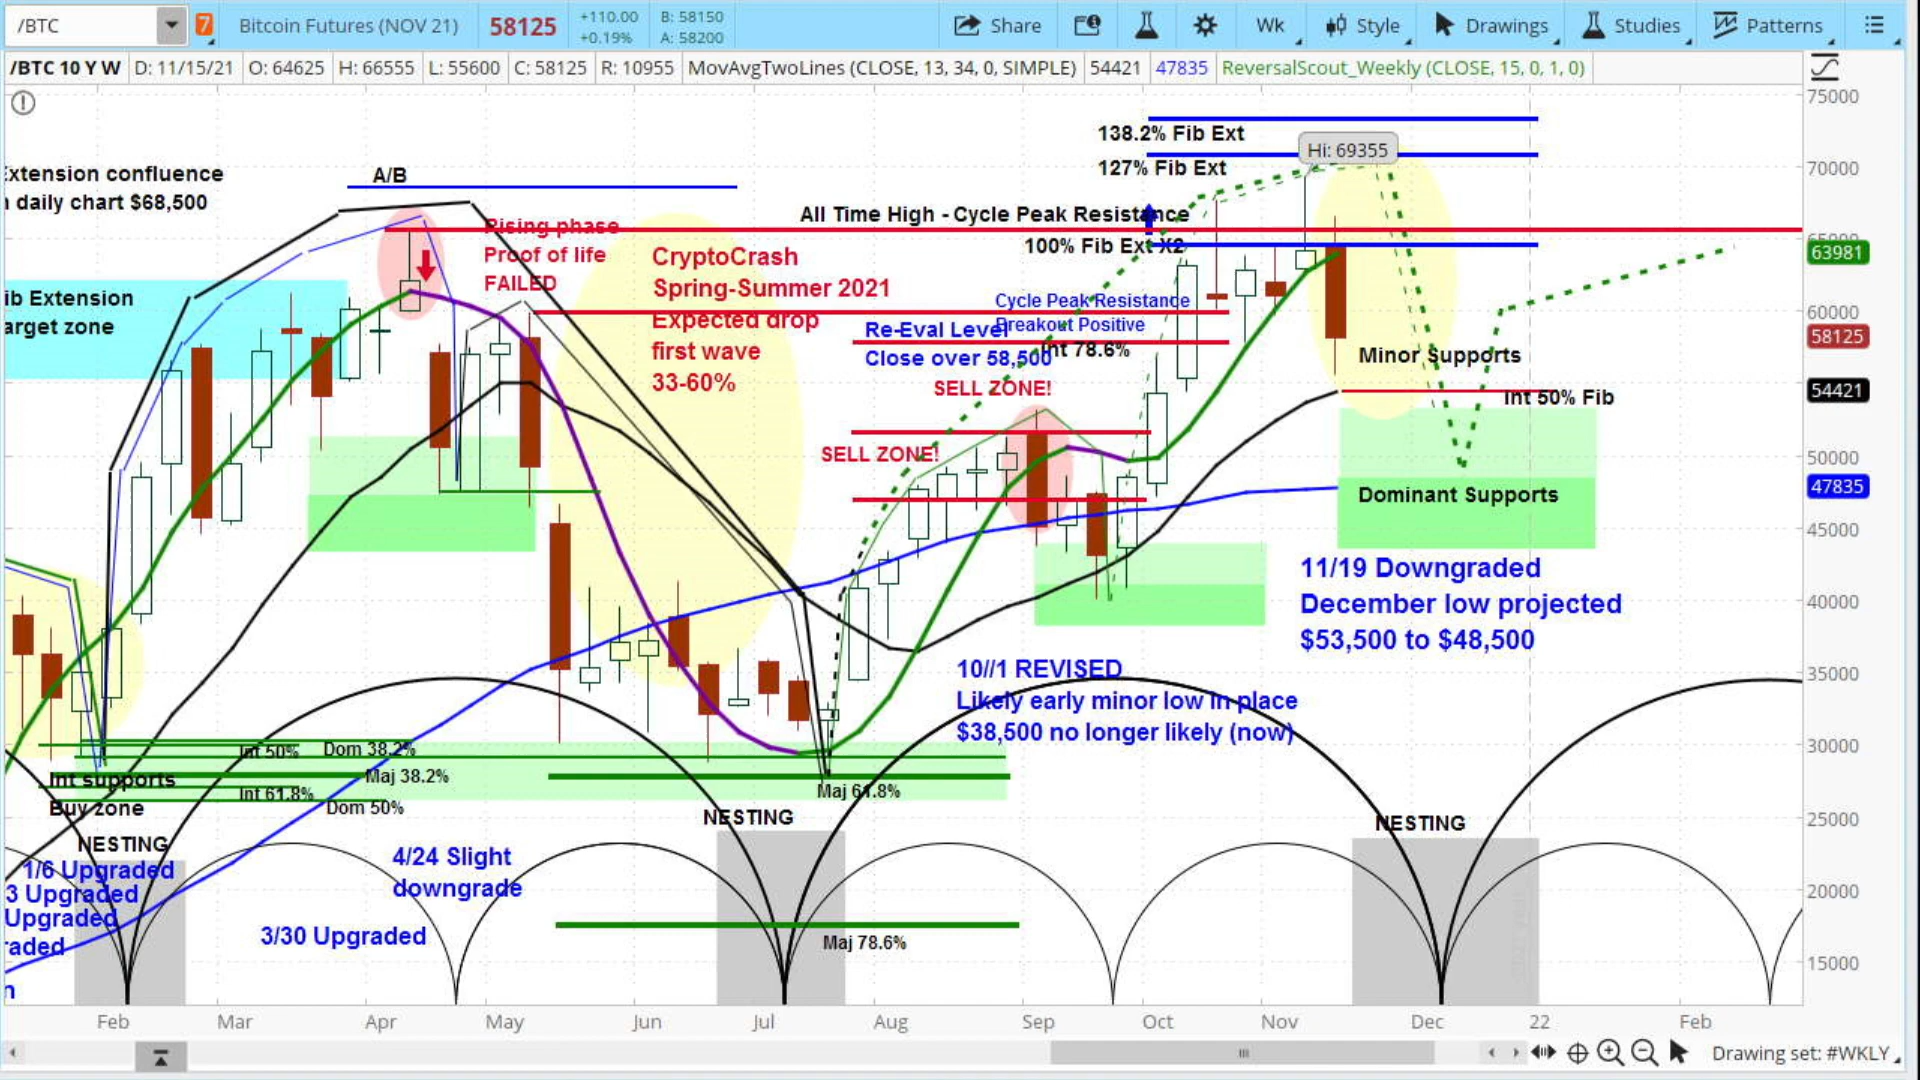 /BTC
7
Bitcoin Futures (NOV 21)
58125
+110.00
+0.19%
B: 58150
A: 58200
Share
Wk
Style
Drawings
Studies
Patterns
/BTC 10 Y W
D: 11/15/21
O: 64625
H: 66555
L: 55600
C: 58125
R: 10955
MovAvgTwoLines (CLOSE, 13, 34, 0, SIMPLE)
54421
47835
ReversalScout_Weekly (CLOSE, 15, 0, 1, 0)
75000
138.2% Fib Ext
Hi: 69355
127% Fib Ext
70000
Extension confluence
daily chart $68,500
A/B
All Time High - Cycle Peak Resistance
100% Fib Ext X2
65000
63981
Rising phase
Proof of life
FAILED
CryptoCrash
Spring-Summer 2021
Expected drop
first wave
33-60%
ib Extension
arget zone
Cycle Peak Resistance
Breakout Positive
Re-Eval Level
Close over 58,500
Int 78.6%
60000
58125
Minor Supports
54421
Int 50% Fib
SELL ZONE!
SELL ZONE!
50000
Dominant Supports
47835
45000
11/19 Downgraded
December low projected
$53,500 to $48,500
40000
10//1 REVISED
Likely early minor low in place
$38,500 no longer likely (now)
35000
30000
Int 50%
Dom 38.2%
Int supports
Maj 38.2%
Buy zone
Int 61.8%
Dom 50%
Maj 61.8%
25000
NESTING
NESTING
NESTING
1/6 Upgraded
3 Upgraded
Upgraded
raded
n
4/24 Slight
downgrade
3/30 Upgraded
20000
Maj 78.6%
15000
Feb
Mar
Apr
May
Jun
Jul
Aug
Sep
Oct
Nov
Dec
22
Feb
Drawing set: #WKLY